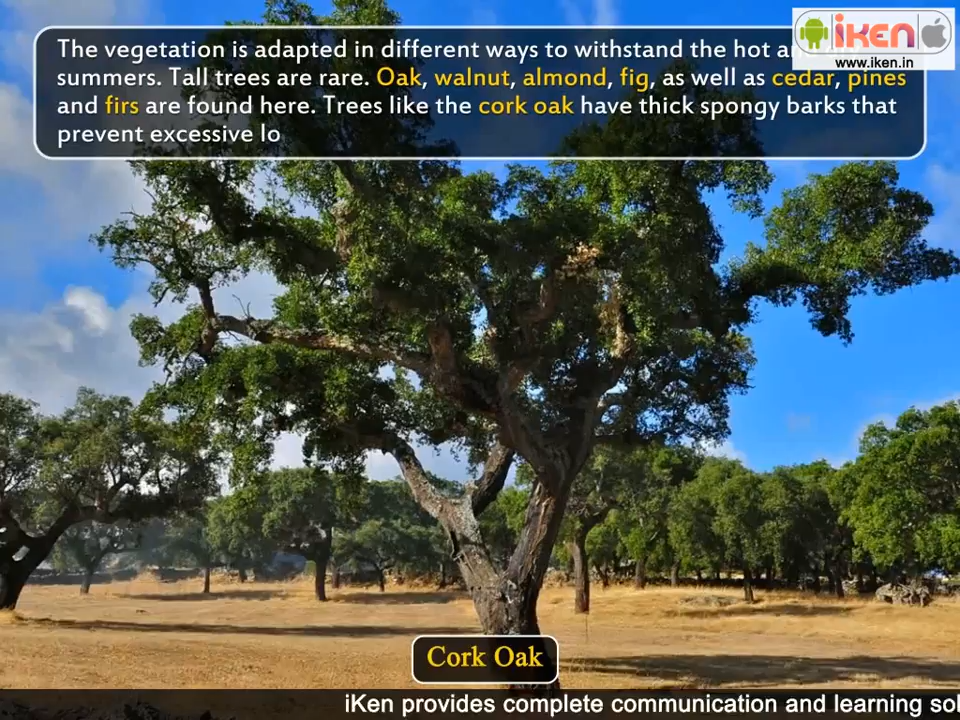 The vegetation is adapted in different ways to withstand the hot
summers. Tall trees are rare. Oak, walnut, almond, fig, as well as cedar, pines
and firs are found here. Trees like the cork oak have thick spongy barks that
prevent excessive lo
iken
www.iken.in
Cork Oak
iKen provides complete communication and learning sol